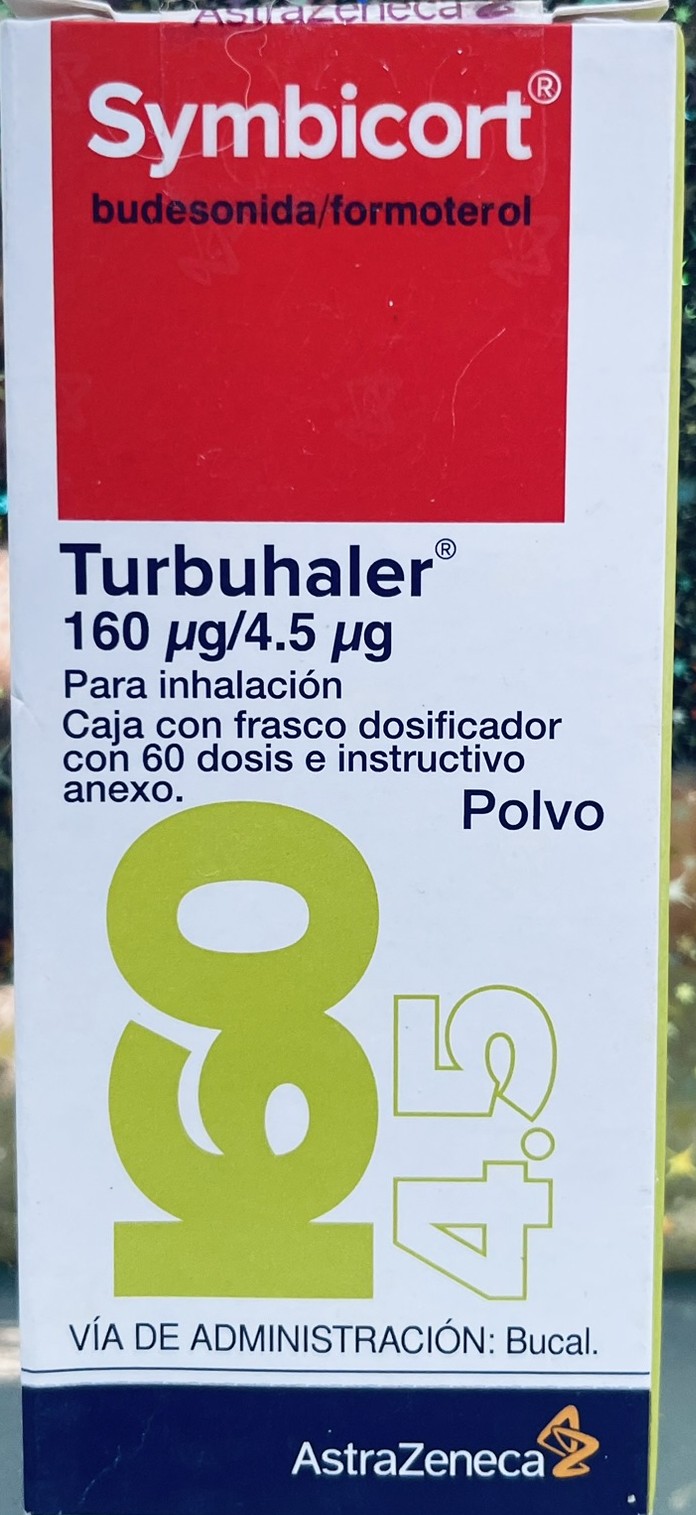 AstraZeneca
Symbicort®
budesonida/formoterol
Turbuhaler®
160 µg/4.5 µg
Para inhalación
Caja con frasco dosificador
con 60 dosis e instructivo
anexo.
Polvo
160
4.5
VÍA DE ADMINISTRACIÓN: Bucal.
AstraZeneca